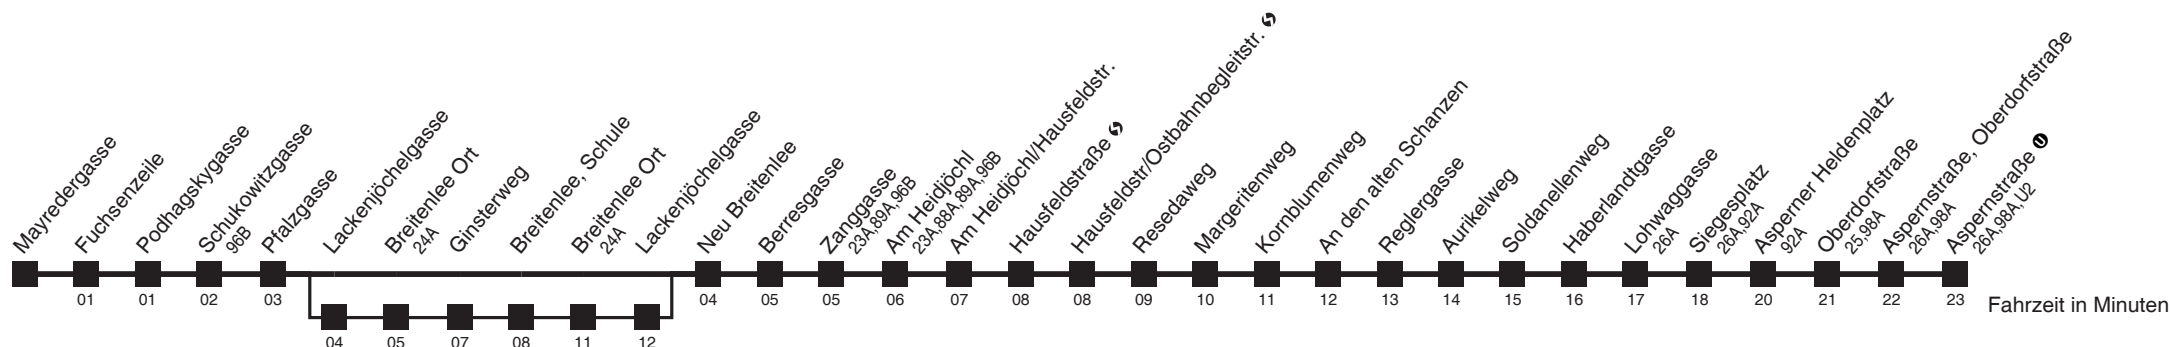 Mayredergasse
Fuchsenzeile
01
Podhagskygasse
01
Schukowitzgasse
96B
02
Pfalzgasse
03
Lackenjöchelgasse
04
Breitenlee Ort
24A
05
Ginsterweg
07
Breitenlee, Schule
08
Breitenlee Ort
24A
11
Lackenjöchelgasse
12
Neu Breitenlee
04
Berresgasse
05
Zanggasse
23A,89A,96B
05
Am Heidjöchl
23A,88A,89A,96B
06
Am Heidjöchl/Hausfeldstr.
07
Hausfeldstraße
08
Hausfeldstr/Ostbahnbegleitstr.
08
Resedaweg
09
Margeritenweg
10
Kornblumenweg
11
An den alten Schanzen
12
Reglergasse
13
Aurikelweg
14
Soldanellenweg
15
Haberlandtgasse
16
Lohwaggasse
26A
17
Siegesplatz
26A,92A
18
Asperner Heldenplatz
92A
20
Oberdorfstraße
25,98A
21
Aspernstraße, Oberdorfstraße
26A,98A
22
Aspernstraße U
26A,98A,U2
23
Fahrzeit in Minuten